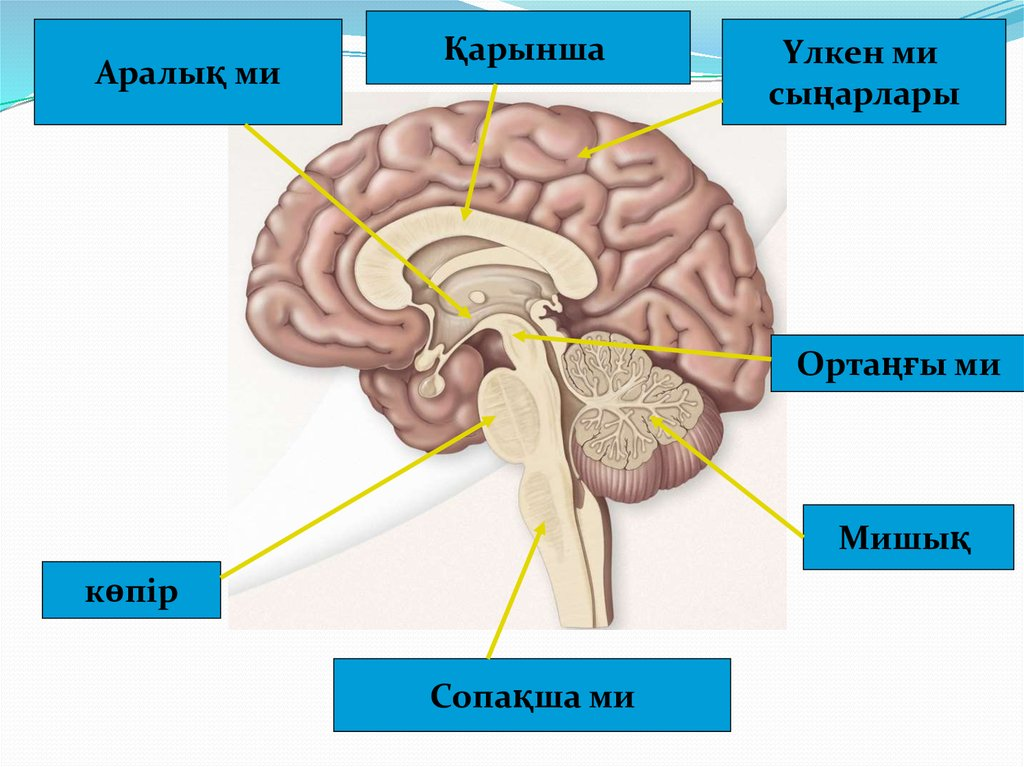 Аралық ми
Қарынша
Үлкен ми
сыңарлары
Ортаңғы ми
Мишық
көпір
Сопақша ми